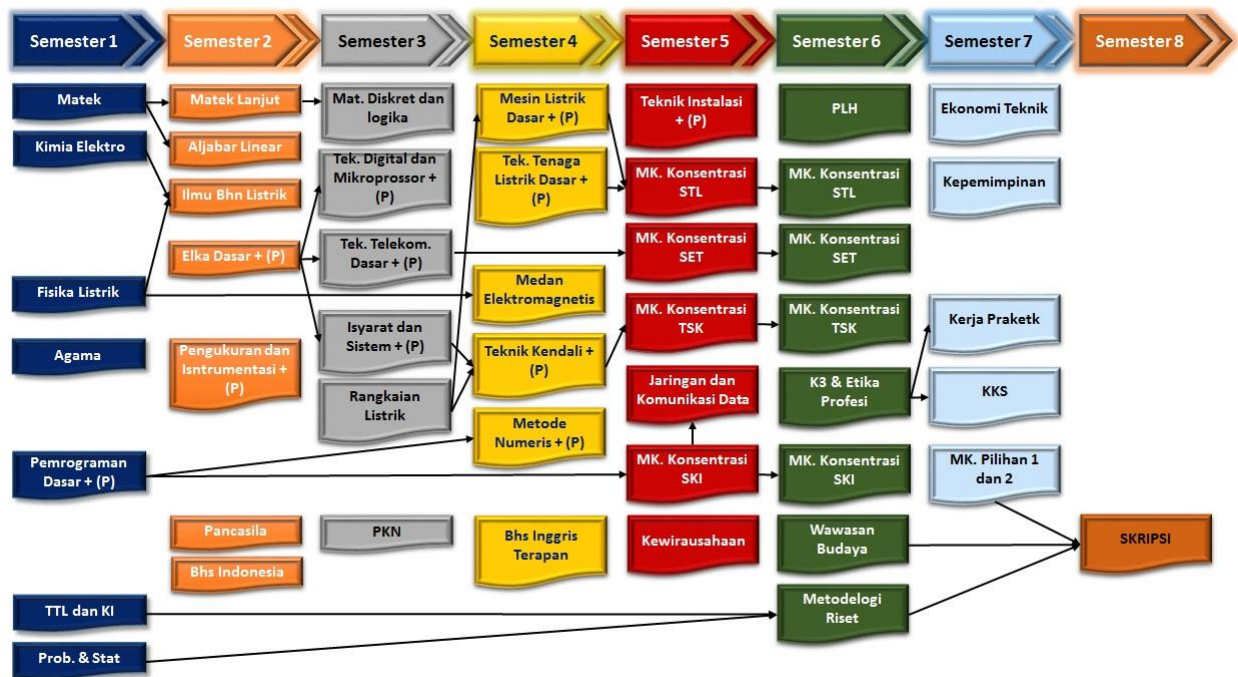 Semester 1
Semester 2
Semester 3
Semester 4
Semester 5
Semester 6
Semester 7
Semester 8
Matek
Kimia Elektro
Fisika Listrik
Agama
Pemrograman
Dasar + (P)
TTL dan KI
Prob. & Stat
Matek Lanjut
Aljabar Linear
Ilmu Bhn Listrik
Elka Dasar + (P)
Pengukuran dan
Isntrumentasi +
(P)
Pancasila
Bhs Indonesia
Mat. Diskret dan
logika
Tek. Digital dan
Mikroprossor +
(P)
Tek. Telekom.
Dasar + (P)
Isyarat dan
Sistem + (P)
Rangkaian
Listrik
PKN
Mesin Listrik
Dasar + (P)
Tek. Tenaga
Listrik Dasar +
(P)
Medan
Elektromagnetis
Teknik Kendali +
(P)
Metode
Numeris + (P)
Bhs Inggris
Terapan
Teknik Instalasi
+ (P)
MK. Konsentrasi
STL
MK. Konsentrasi
SET
MK. Konsentrasi
TSK
Jaringan dan
Komunikasi Data
MK. Konsentrasi
SKI
Kewirausahaan
PLH
MK. Konsentrasi
STL
MK. Konsentrasi
SET
MK. Konsentrasi
TSK
K3 & Etika
Profesi
MK. Konsentrasi
SKI
Wawasan
Budaya
Metodelogi
Riset
Ekonomi Teknik
Kepemimpinan
Kerja Praketk
KKS
MK. Pilihan 1
dan 2
SKRIPSI